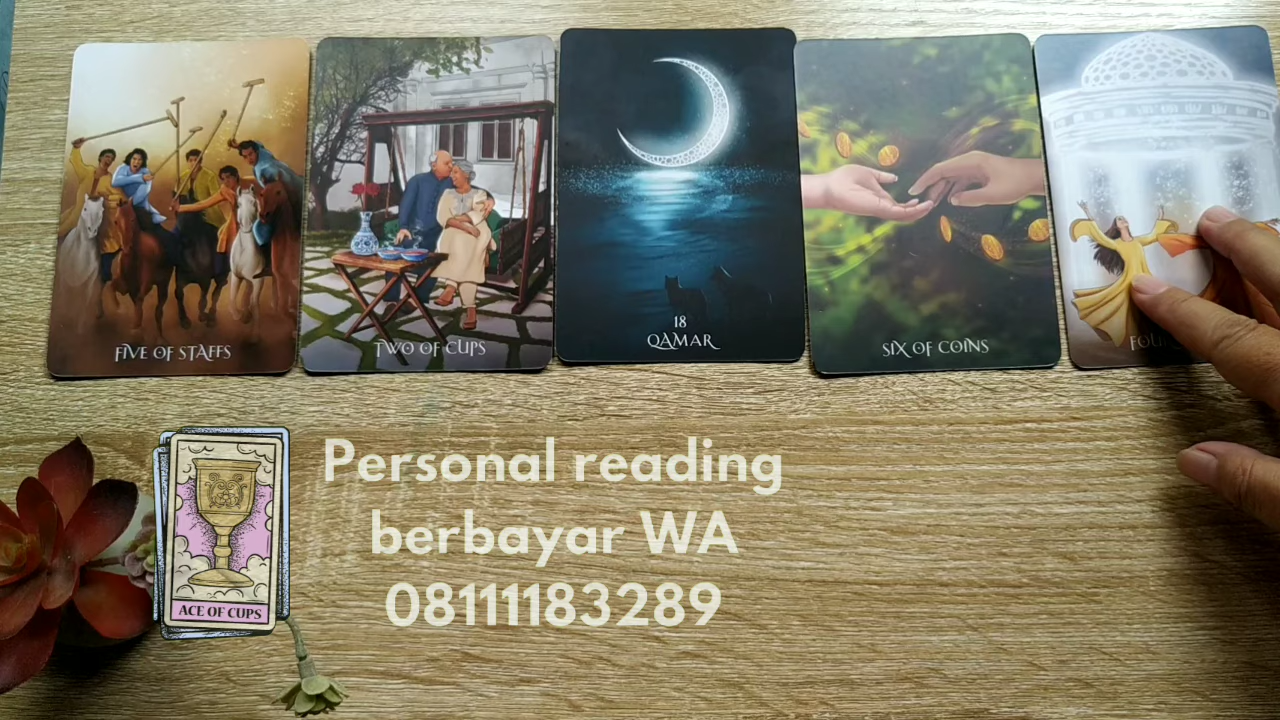 FIVE OF STAFFS
TWO OF CUPS
18
QAMAR
SIX OF COINS
ACE OF CUPS
Personal reading
berbayar WA
08111183289